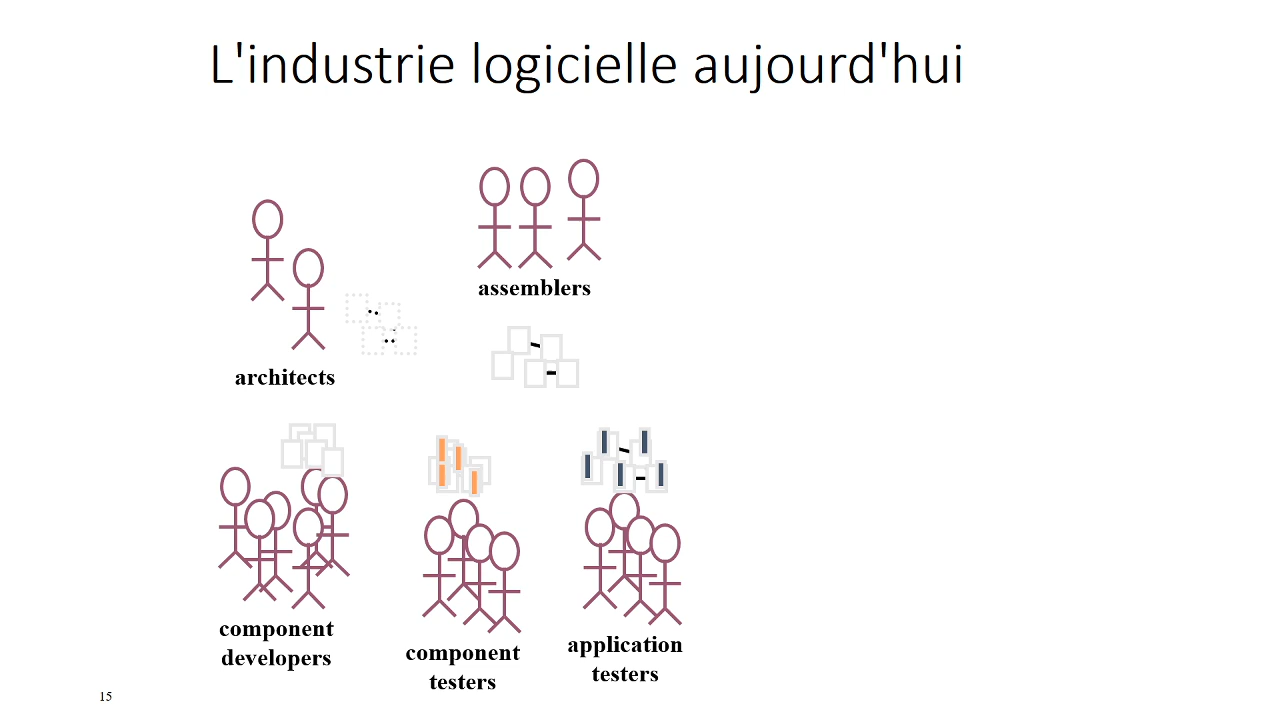 L'industrie logicielle aujourd'hui
assemblers
architects
component
developers
component
testers
application
testers
15